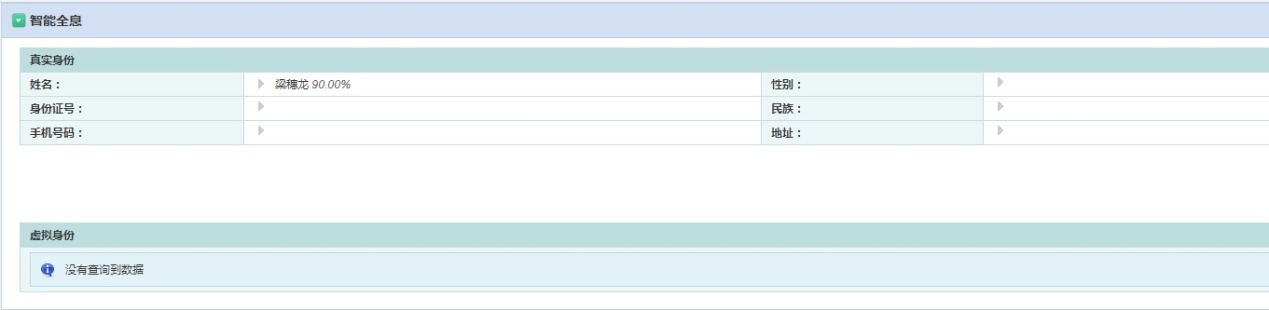 智能全息
真实身份
姓名： 梁穗龙 90.00% 性别：
身份证号： 民族：
手机号码： 地址：
虚拟身份
没有查询到数据